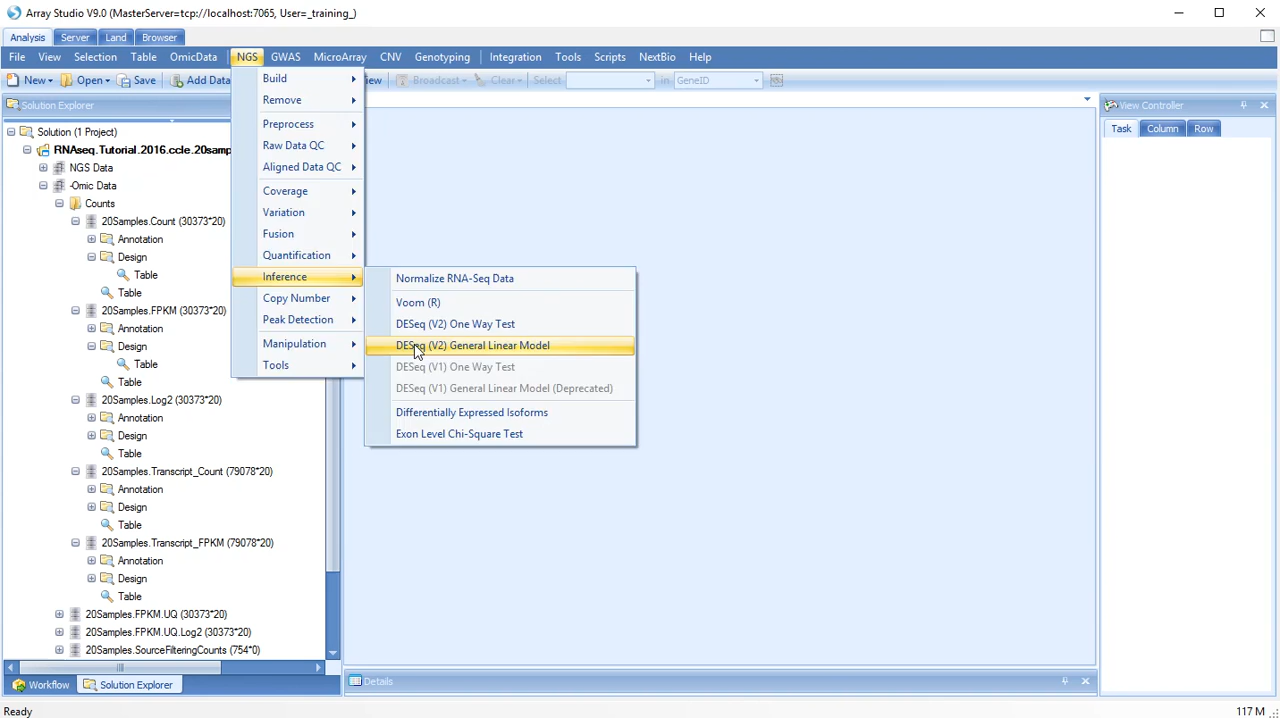 Array Studio V9.0 (MasterServer=tcp://localhost:7065, User=_training_)
Analysis Server Land Browser
File View Selection Table OmicData NGS GWAS MicroArray CNV Genotyping Integration Tools Scripts NextBio Help
New Open Save Add Data Build iew Broadcast Clear Select in GeneID
Solution Explorer Remove View Controller
Solution (1 Project) Preprocess Task Column Row
RNAseq.Tutorial.2016.ccle.20samp Raw Data QC
NGS Data Aligned Data QC
-Omic Data Coverage
Counts Variation
20Samples.Count (30373*20) Fusion
Annotation Quantification
Design Inference Normalize RNA-Seq Data
Table Copy Number Voom (R)
Table Peak Detection DESeq (V2) One Way Test
20Samples.FPKM (30373*20) Manipulation DESeq (V2) General Linear Model
Annotation Tools DESeq (V1) One Way Test
Design DESeq (V1) General Linear Model (Deprecated)
Table Differentially Expressed Isoforms
Table Exon Level Chi-Square Test
20Samples.Log2 (30373*20)
Annotation
Design
Table
20Samples.Transcript_Count (79078*20)
Annotation
Design
Table
20Samples.Transcript_FPKM (79078*20)
Annotation
Design
Table
20Samples.FPKM.UQ (30373*20)
20Samples.FPKM.UQ.Log2 (30373*20)
20Samples.SourceFilteringCounts (754*0)
Workflow Solution Explorer Details
Ready 117 M